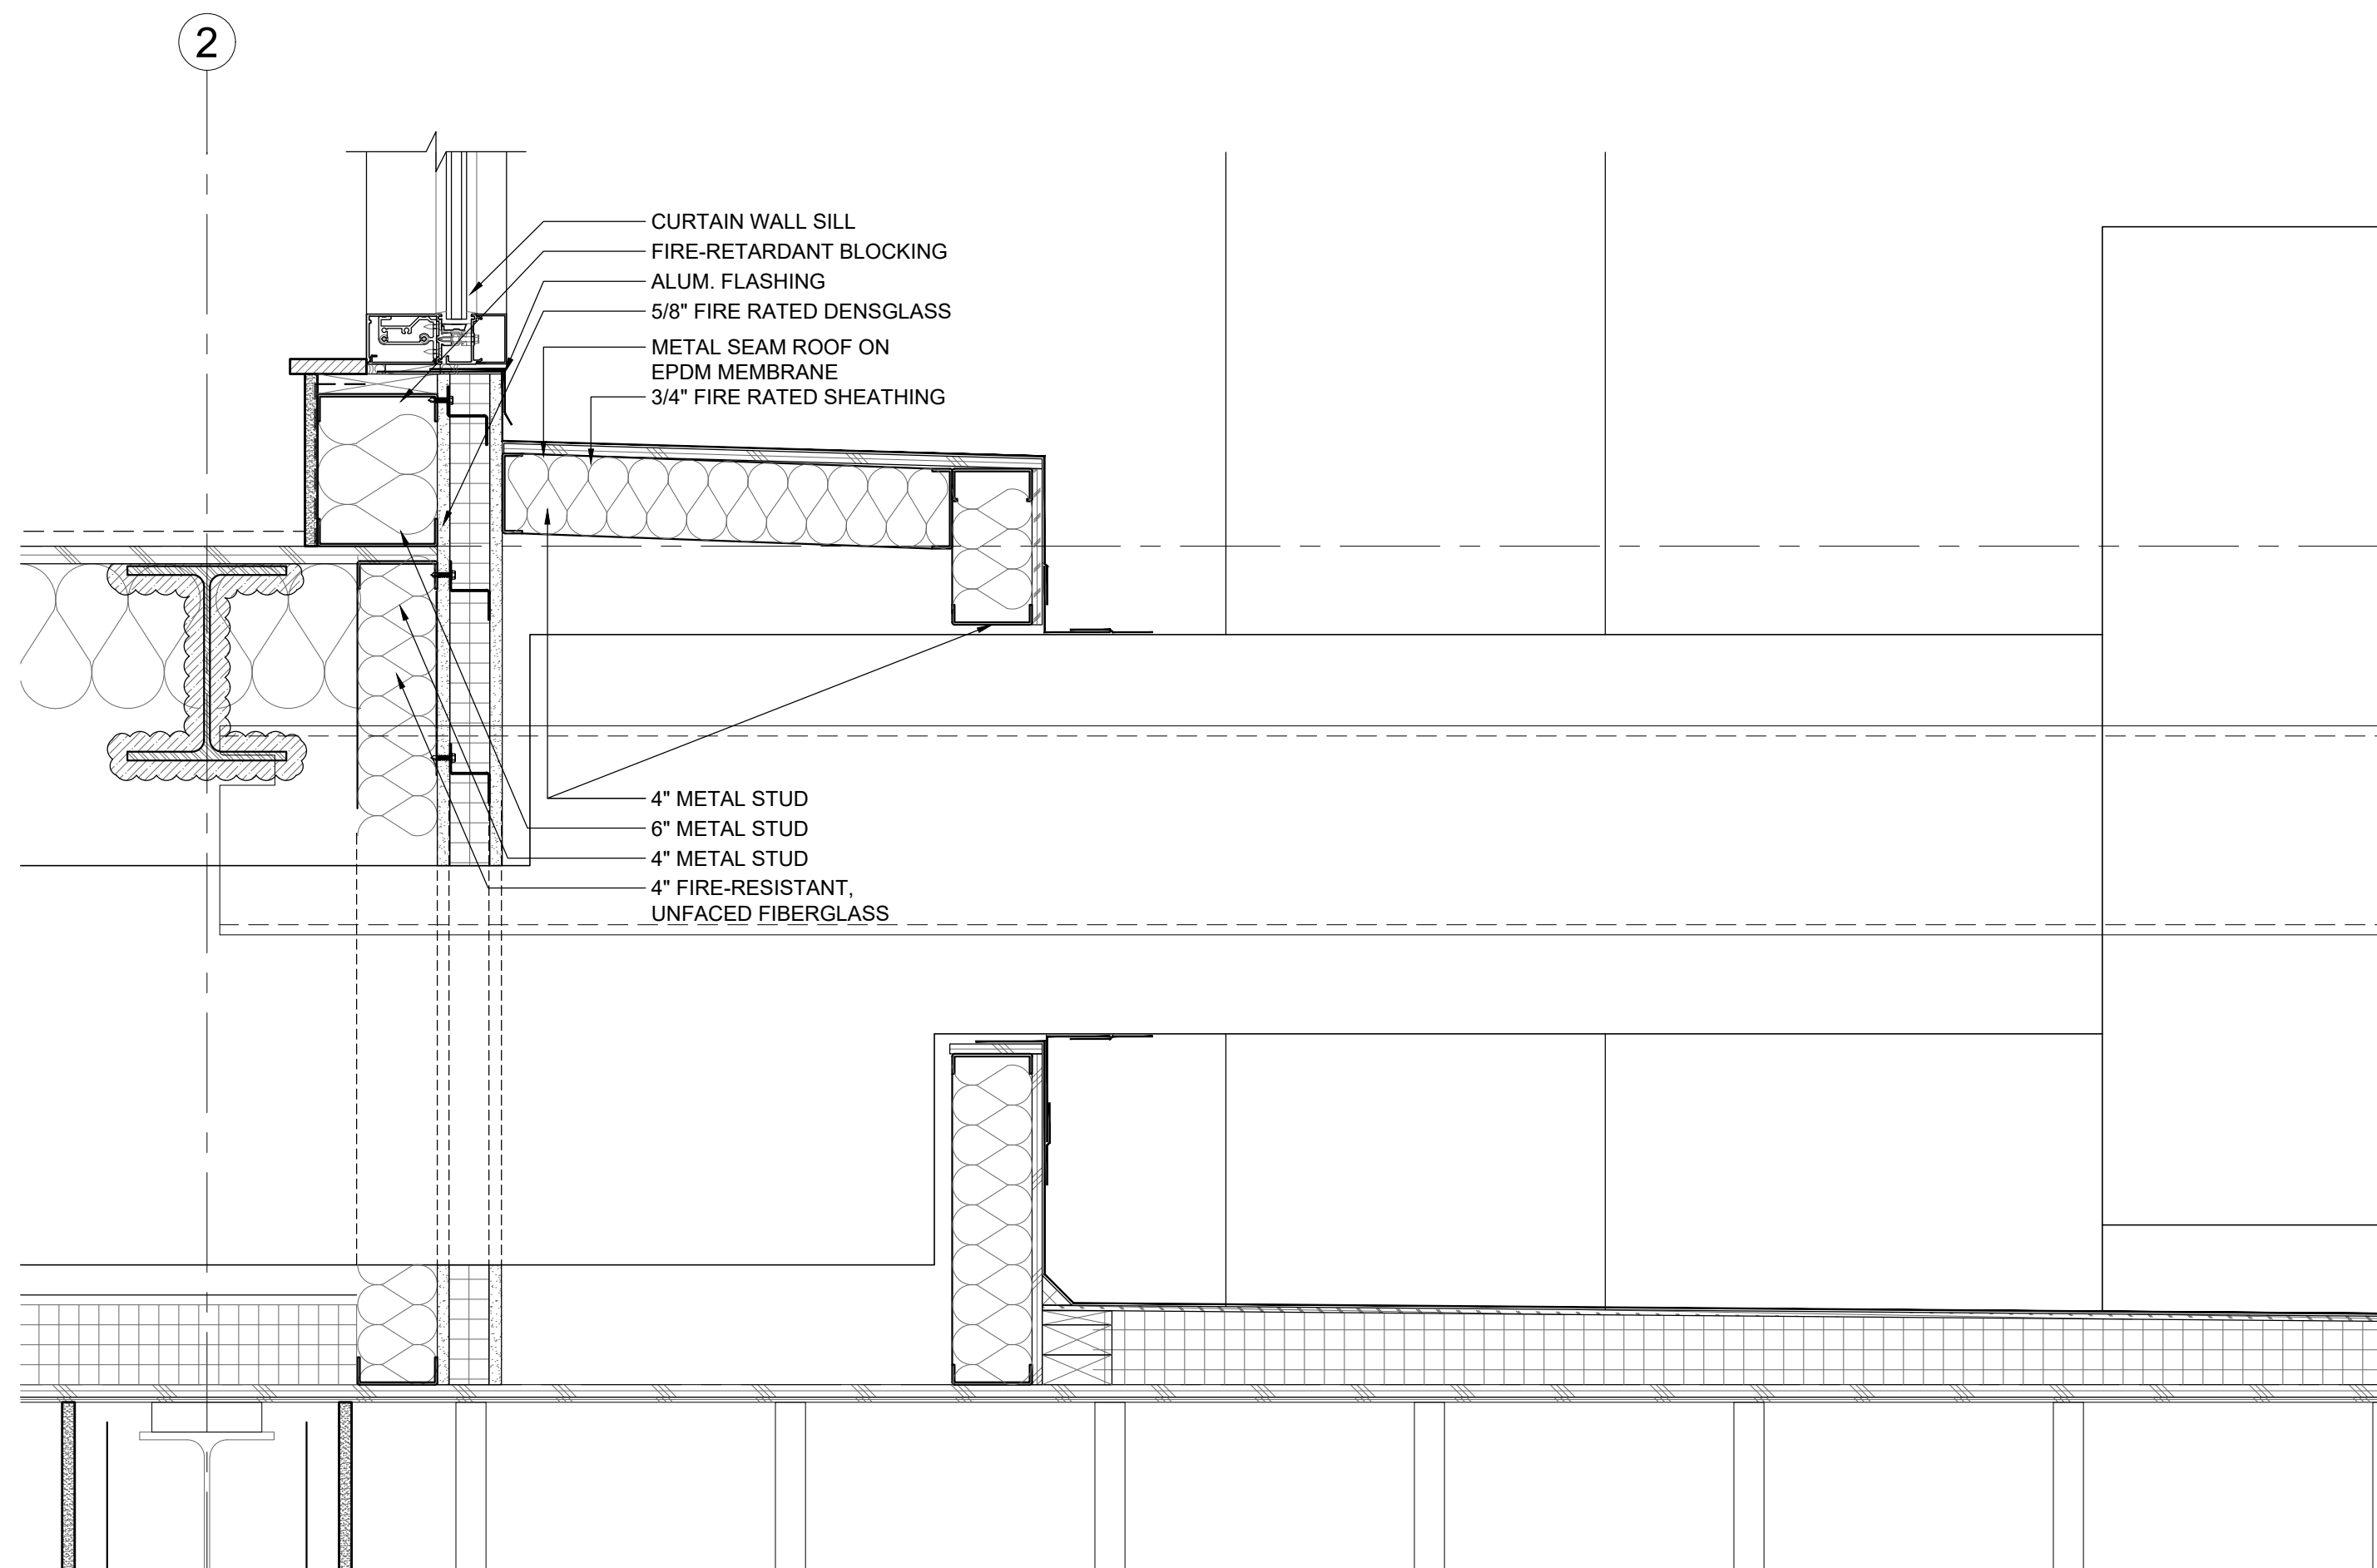 2
CURTAIN WALL SILL
FIRE-RETARDANT BLOCKING
ALUM. FLASHING
5/8" FIRE RATED DENSGLASS
METAL SEAM ROOF ON
EPDM MEMBRANE
3/4" FIRE RATED SHEATHING
4" METAL STUD
6" METAL STUD
4" METAL STUD
4" FIRE-RESISTANT,
UNFACED FIBERGLASS